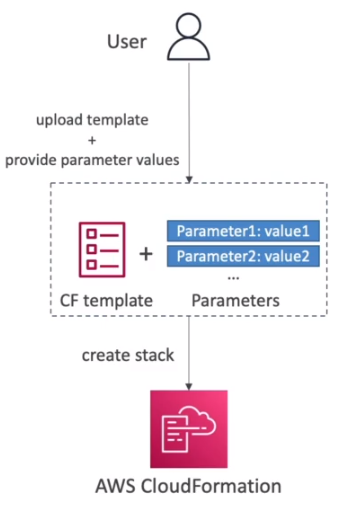 User
upload template
+
provide parameter values
Parameter1: value1
+
Parameter2: value2
...
CF template
Parameters
create stack
AWS CloudFormation